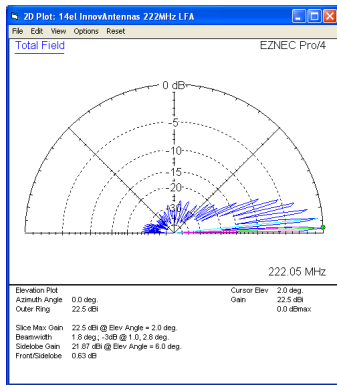 2D Plot: 14el InnovAntennas 222MHz LFA
File Edit View Options Reset
Total Field EZNEC Pro/4
0 dB
-5
-10
-15
-20
-30
222.05 MHz
Elevation Plot Cursor Elev 2.0 deg.
Azimuth Angle 0.0 deg. Gain 22.5 dBi
Outer Ring 22.5 dBi 0.0 dBmax
Slice Max Gain 22.5 dBi @ Elev Angle = 2.0 deg.
Beamwidth 1.8 deg.; -3dB @ 1.0, 2.8 deg.
Sidelobe Gain 21.87 dBi @ Elev Angle = 6.0 deg.
Front/Sidelobe 0.63 dB